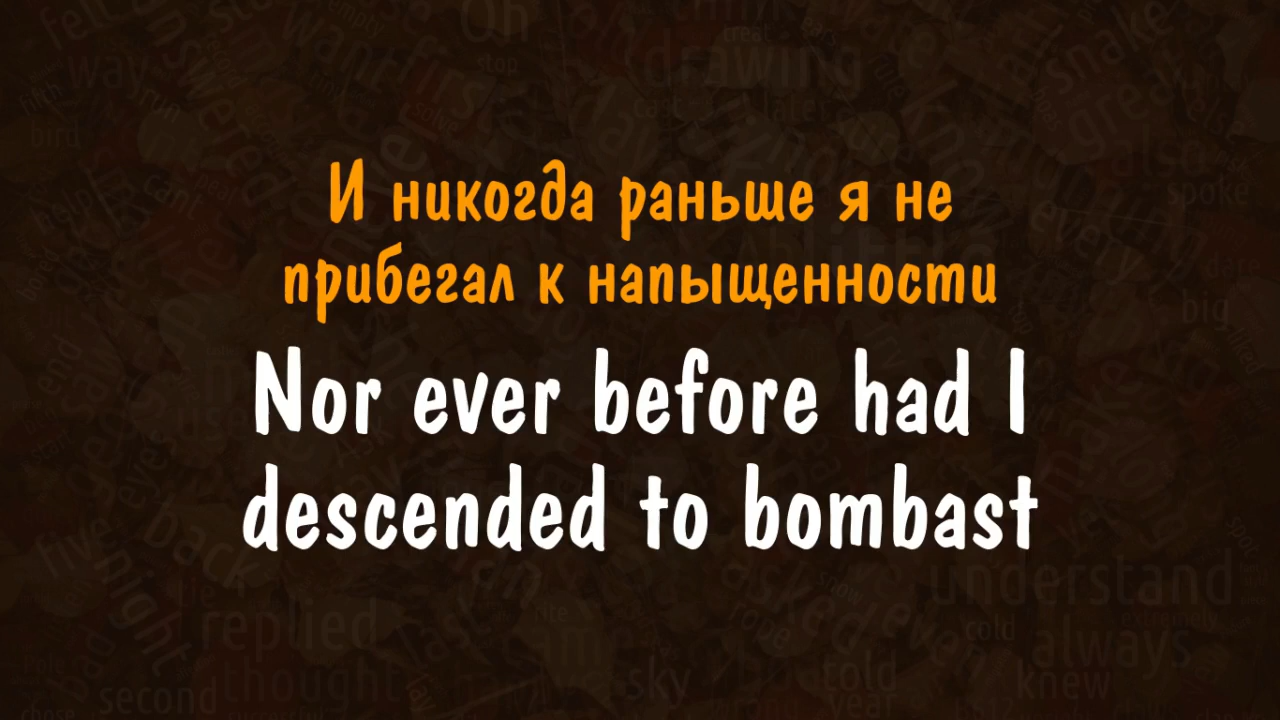 И никогда раньше я не
прибегал к напыщенности
Nor ever before had I
descended to bombast